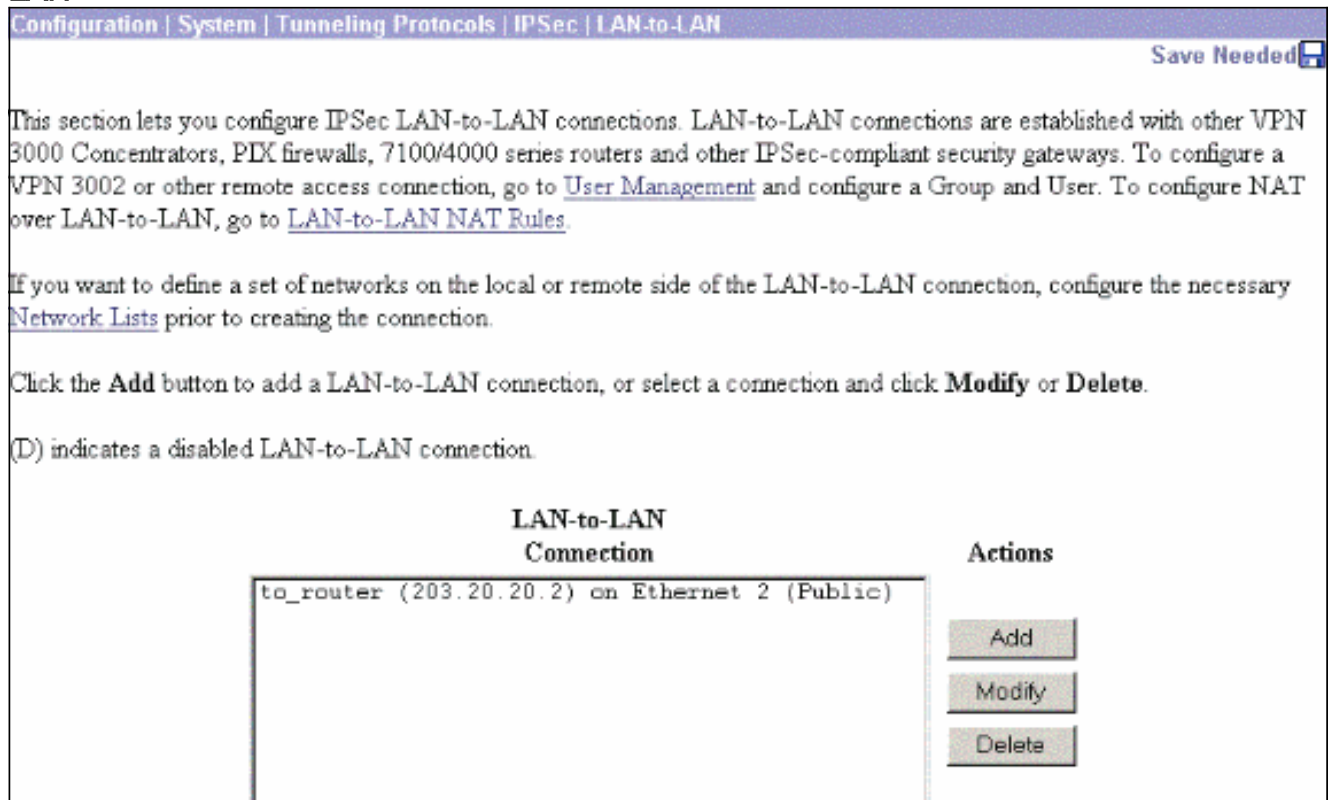 Configuration | System | Tunneling Protocols | IPSec | LAN-to-LAN
Save Needed
This section lets you configure IPSec LAN-to-LAN connections. LAN-to-LAN connections are established with other VPN
3000 Concentrators, PIX firewalls, 7100/4000 series routers and other IPSec-compliant security gateways. To configure a
VPN 3002 or other remote access connection, go to User Management and configure a Group and User. To configure NAT
over LAN-to-LAN, go to LAN-to-LAN NAT Rules.
If you want to define a set of networks on the local or remote side of the LAN-to-LAN connection, configure the necessary
Network Lists prior to creating the connection.
Click the Add button to add a LAN-to-LAN connection, or select a connection and click Modify or Delete.
(D) indicates a disabled LAN-to-LAN connection.
LAN-to-LAN
Connection
Actions
to_router (203.20.20.2) on Ethernet 2 (Public)
Add
Modify
Delete